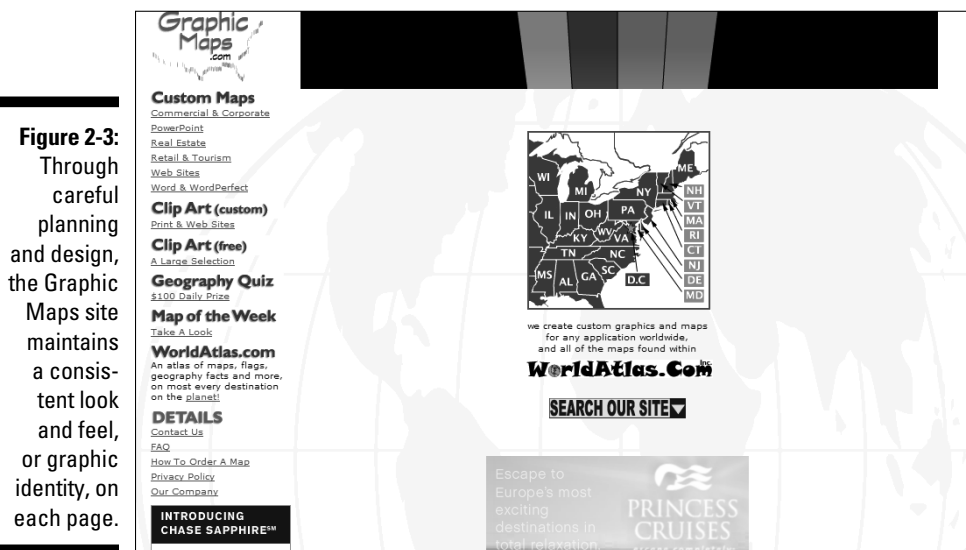 Figure 2-3:
Through
careful
planning
and design,
the Graphic
Maps site
maintains
a consis-
tent look
and feel,
or graphic
identity, on
each page.
Graphic
Maps
.com
Custom Maps
Commercial & Corporate
PowerPoint
Real Estate
Retail & Tourism
Web Sites
Word & WordPerfect
Clip Art (custom)
Print & Web Sites
Clip Art (free)
A Large Selection
Geography Quiz
$100 Daily Prize
Map of the Week
Take A Look
WorldAtlas.com
An atlas of maps, flags,
geography facts and more,
on most every destination
on the planet!
DETAILS
Contact Us
FAQ
How To Order A Map
Privacy Policy
Our Company
INTRODUCING
CHASE SAPPHIRE℠
ME
WI
MI
NY
NH
VT
IL
IN
OH
PA
MA
RI
KY
WV
VA
CT
TN
NC
NJ
MS
AL
GA
SC
D.C
DE
MD
we create custom graphics and maps
for any application worldwide,
and all of the maps found within
WorldAtlas.Com Inc.
SEARCH OUR SITE
Escape to
Europe's most
exciting
destinations in
total relaxation.
PRINCESS
CRUISES
escape completely